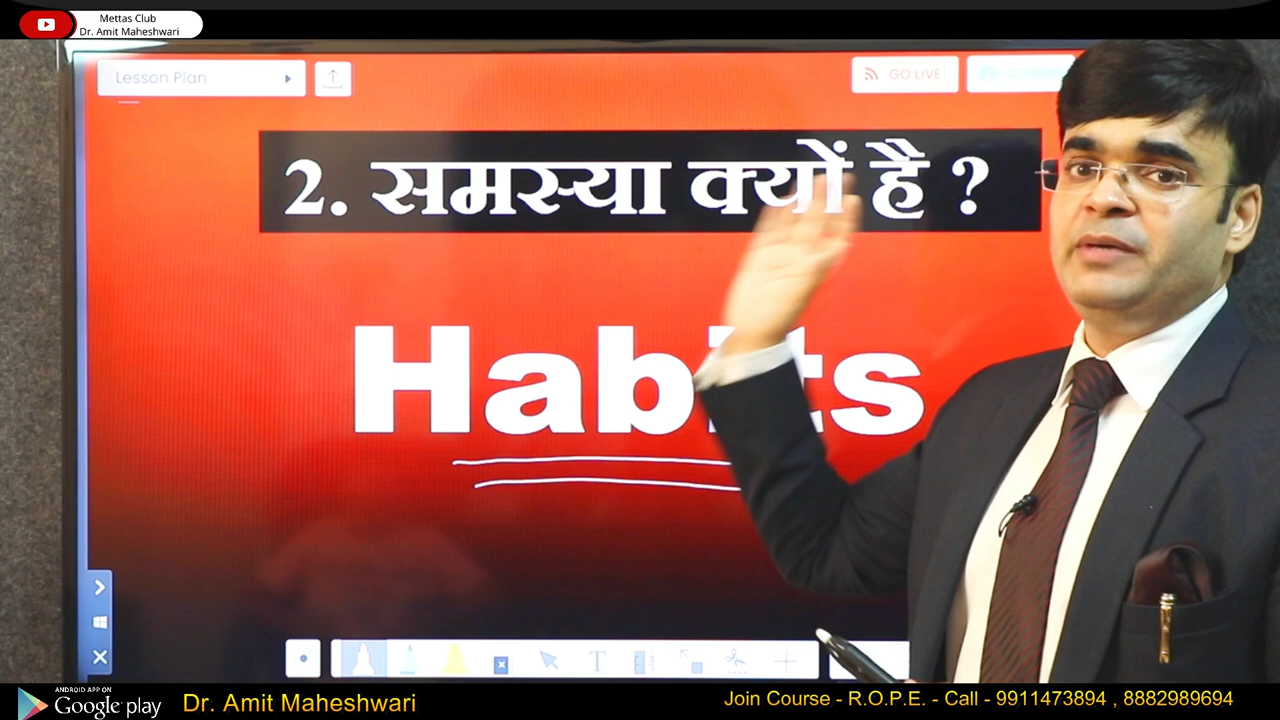 Mettas Club
Dr. Amit Maheshwari
Lesson Plan
GO LIVE
2. समस्या क्यों है ?
Habits
T
ANDROID APP ON
Google play
Dr. Amit Maheshwari
Join Course - R.O.P.E. - Call - 9911473894 , 8882989694